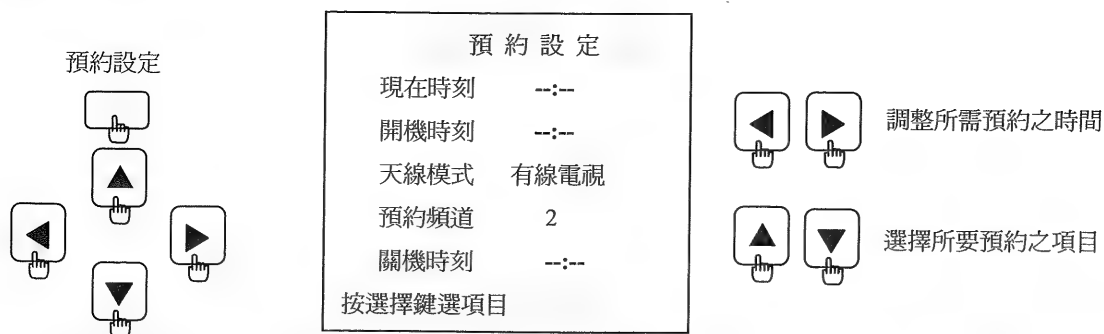 預約設定
預約設定
現在時刻 --:--
開機時刻 --:--
天線模式 有線電視
預約頻道 2
關機時刻 --:--
按選擇鍵選項目
調整所需預約之時間
選擇所要預約之項目